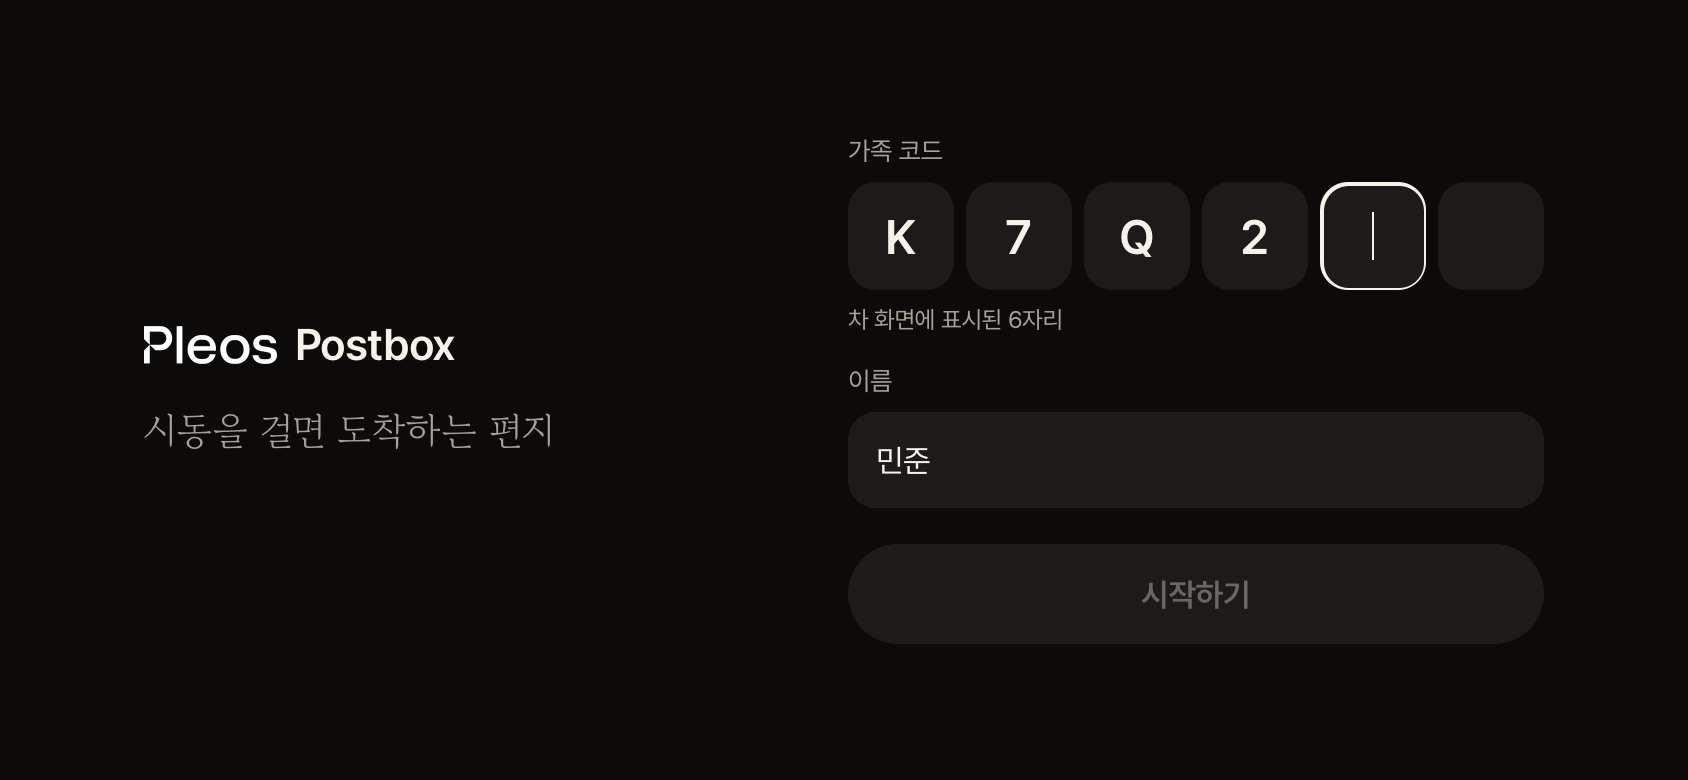 Pleos Postbox
시동을 걸면 도착하는 편지
가족 코드
K 7 Q 2
차 화면에 표시된 6자리
이름
민준
시작하기